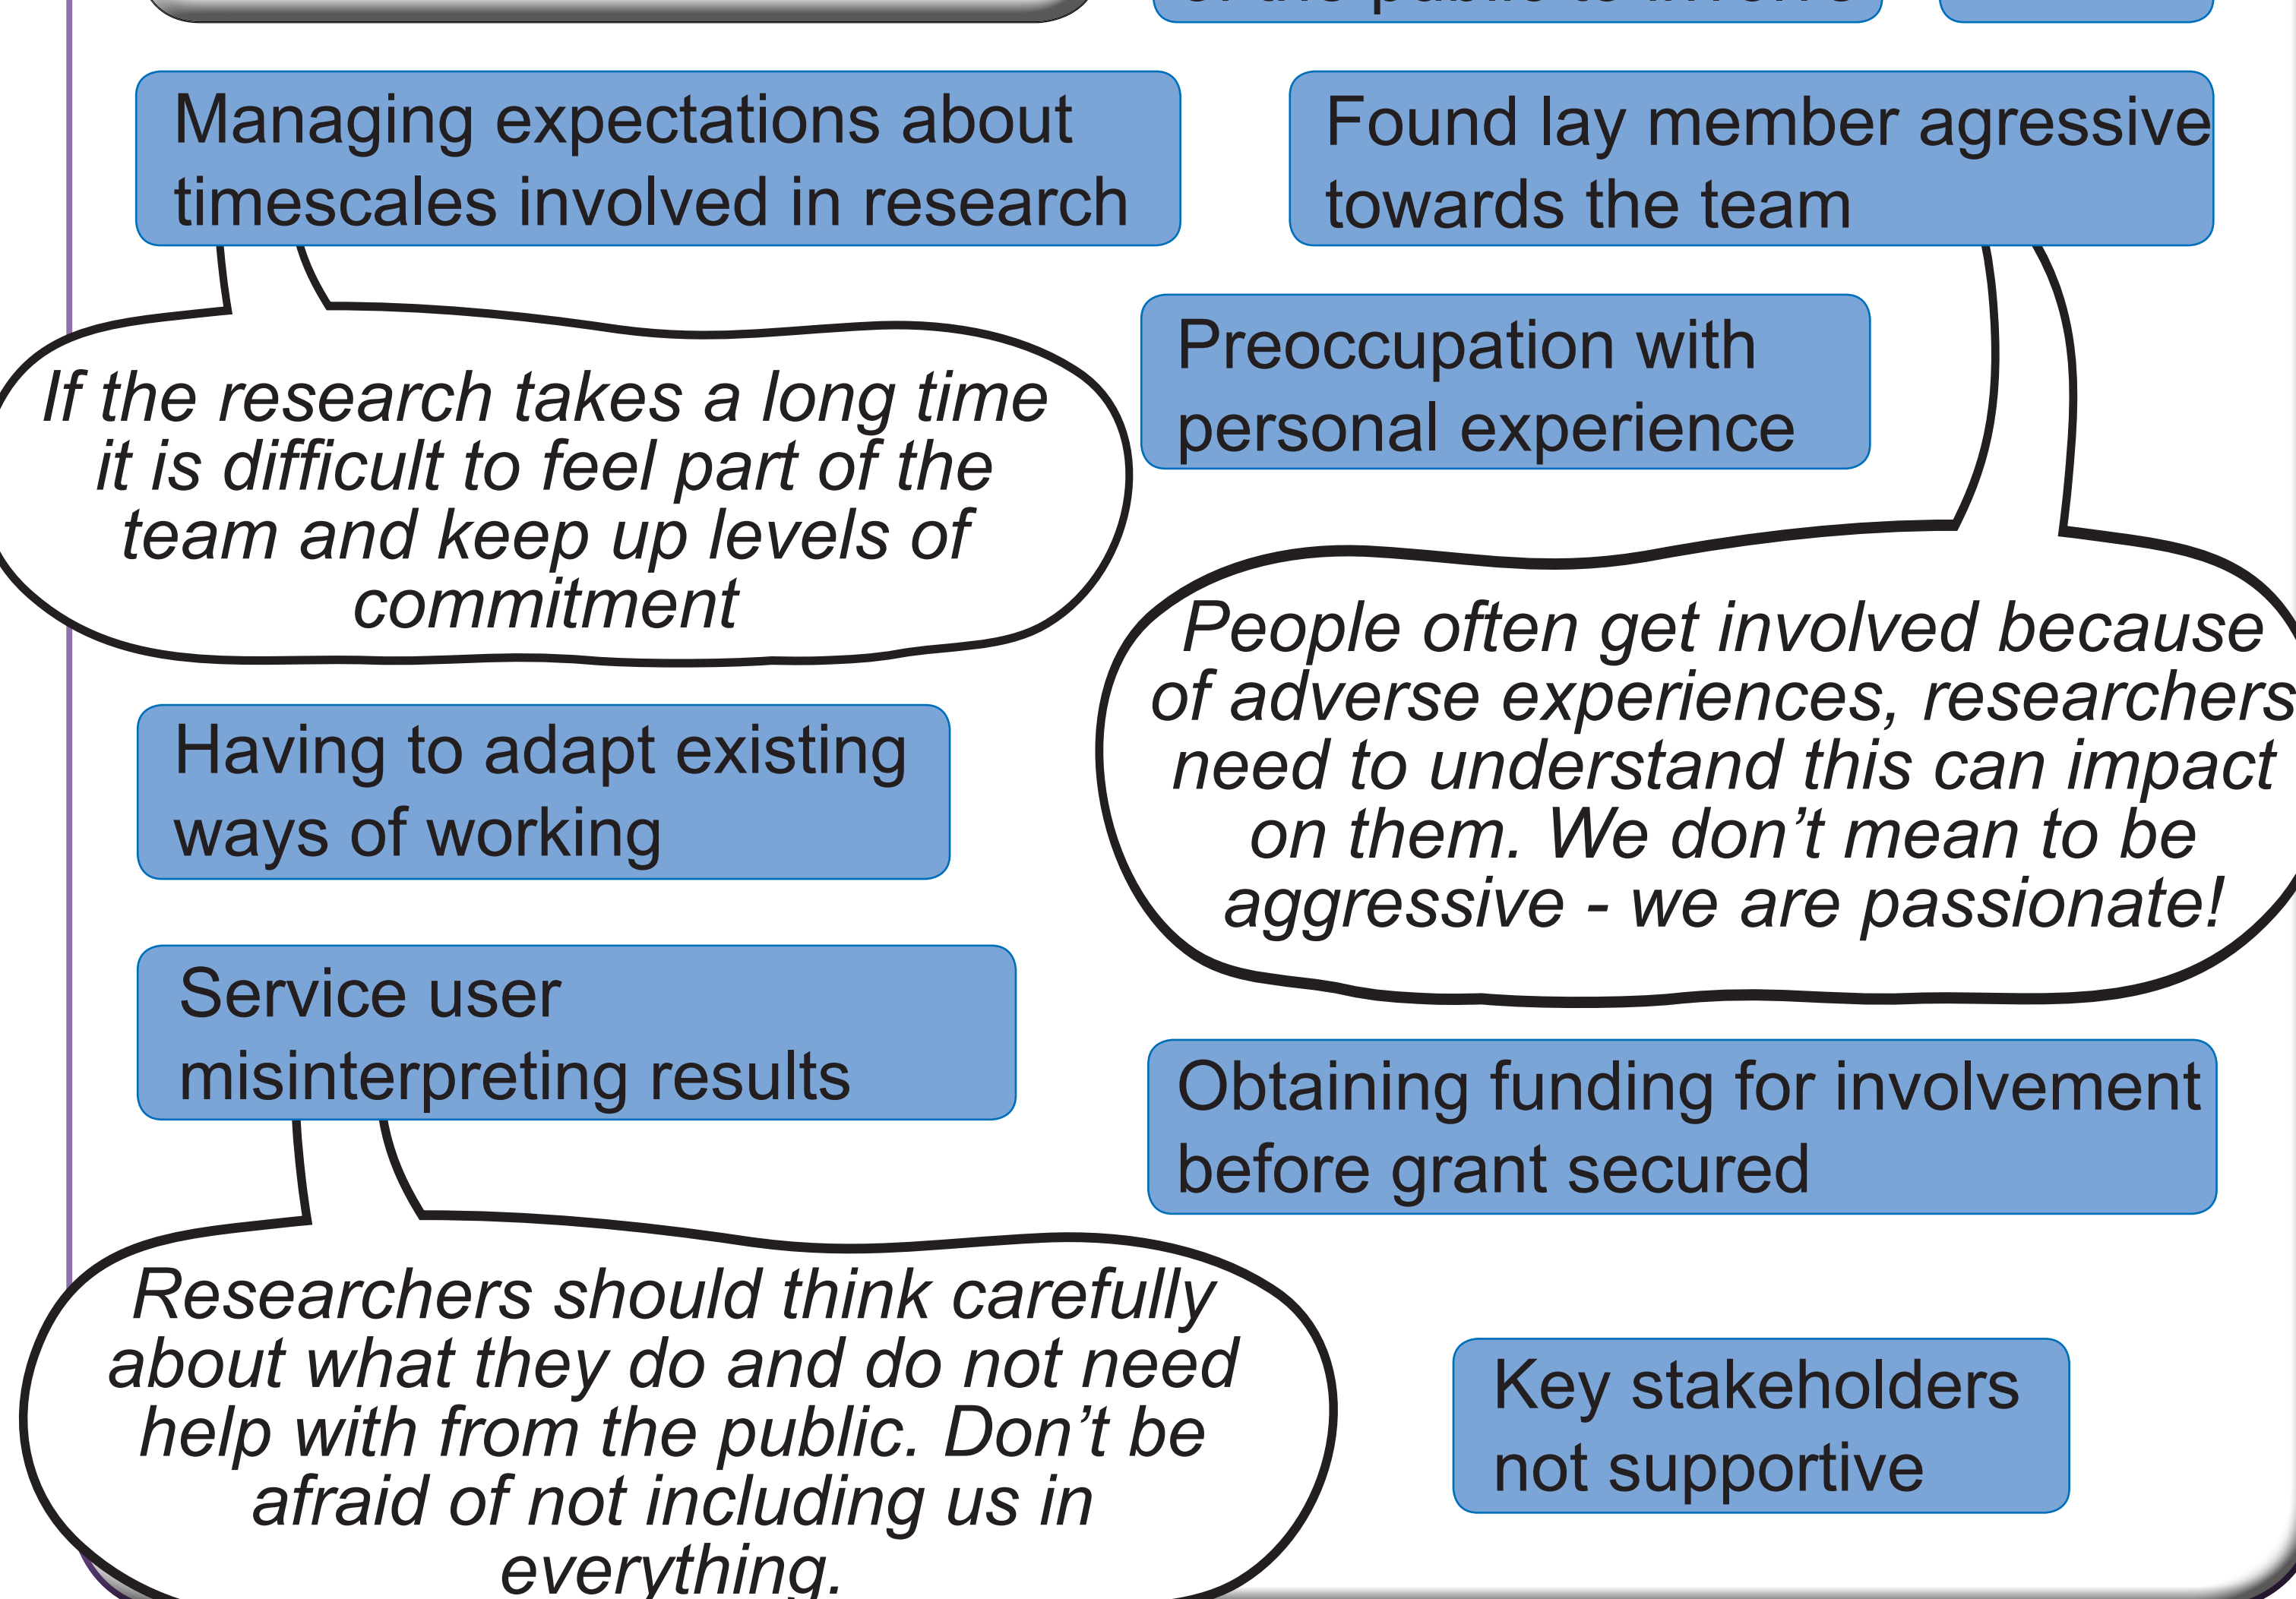 Managing expectations about
timescales involved in research
Found lay member agressive
towards the team
If the research takes a long time
it is difficult to feel part of the
team and keep up levels of
commitment
Preoccupation with
personal experience
People often get involved because
of adverse experiences, researchers
need to understand this can impact
on them. We don’t mean to be
aggressive - we are passionate!
Having to adapt existing
ways of working
Service user
misinterpreting results
Obtaining funding for involvement
before grant secured
Researchers should think carefully
about what they do and do not need
help with from the public. Don’t be
afraid of not including us in
everything.
Key stakeholders
not supportive